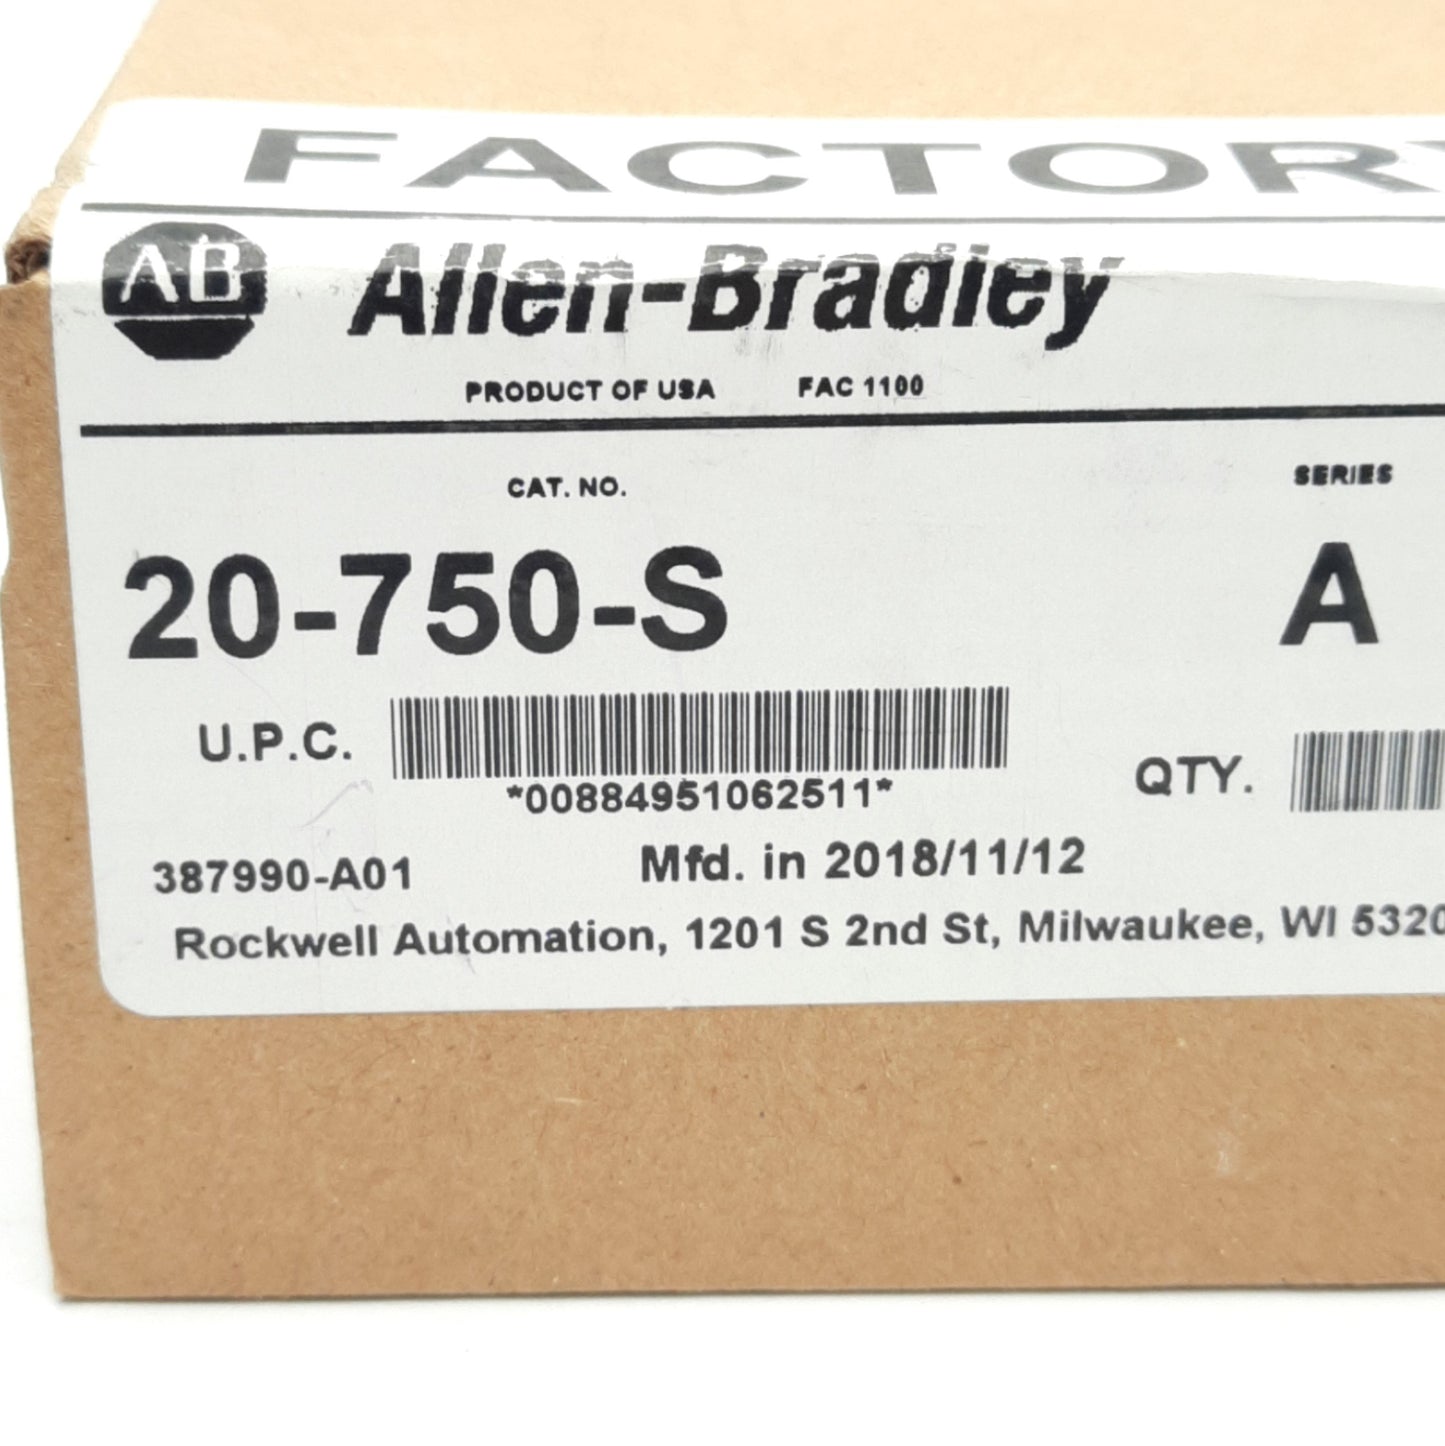 FACTORY
AB Allen-Bradley
PRODUCT OF USA FAC 1100
CAT. NO. SERIES
20-750-S A
U.P.C. QTY.
*00884951062511*
387990-A01 Mfd. in 2018/11/12
Rockwell Automation, 1201 S 2nd St, Milwaukee, WI 5320